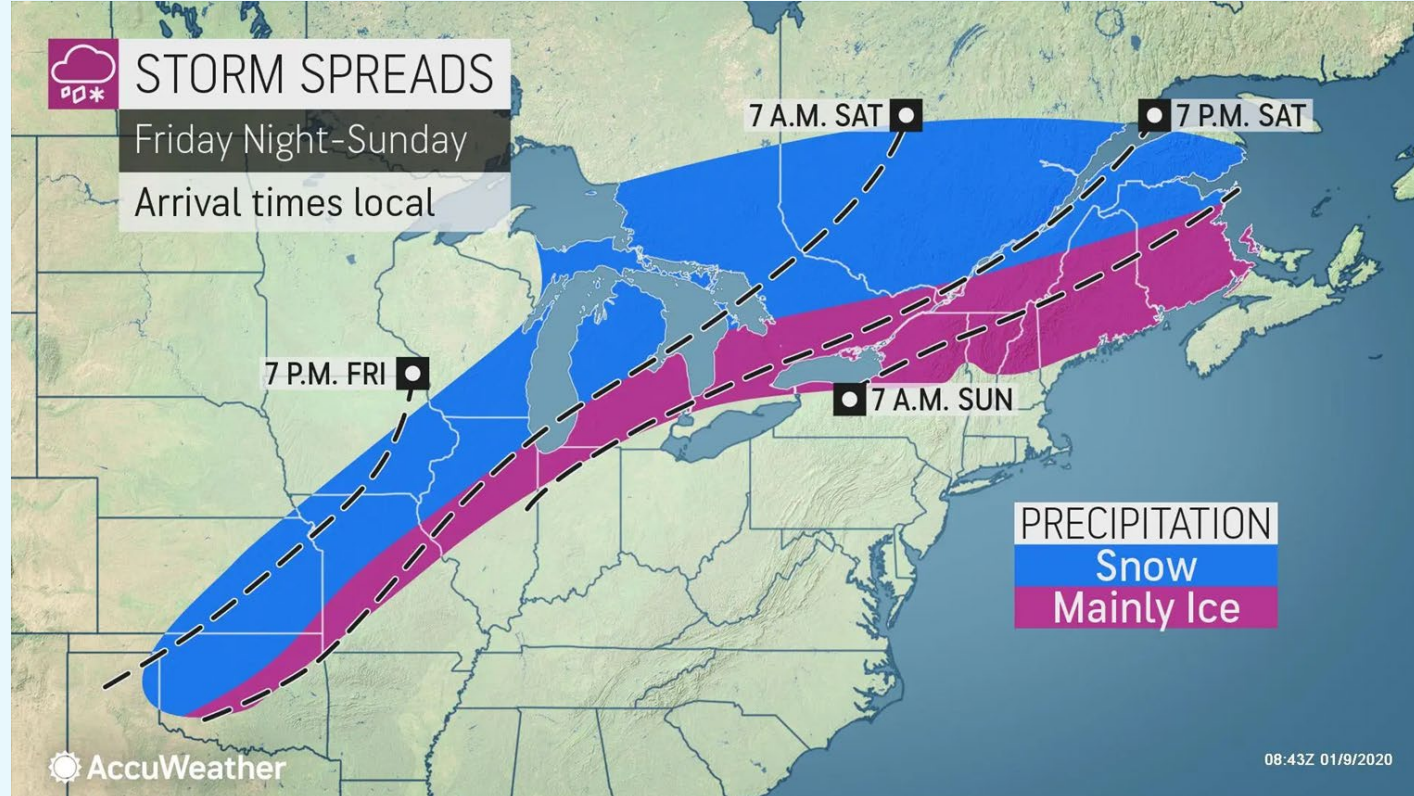 STORM SPREADS
Friday Night-Sunday
Arrival times local
7 A.M. SAT
7 P.M. SAT
7 P.M. FRI
7 A.M. SUN
PRECIPITATION
Snow
Mainly Ice
AccuWeather
08:43Z 01/9/2020